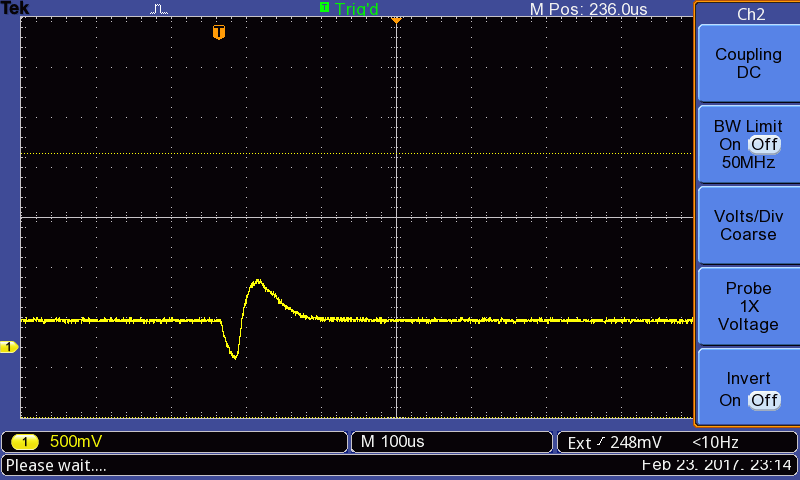 Tek
T Trig'd
M Pos: 236.0us
Ch2
T
Coupling
DC
BW Limit
On Off
50MHz
Volts/Div
Coarse
Probe
1X
Voltage
1
Invert
On Off
1 500mV
M 100us
Ext 248mV
<10Hz
Please wait....
Feb 23. 2017. 23:14